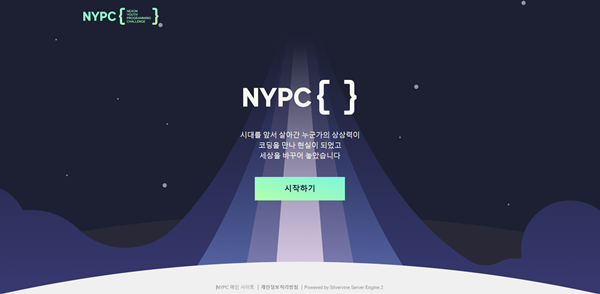 NYPC { NEXON
YOUTH
PROGRAMMING
CHALLENGE }
NYPC { }
시대를 앞서 살아간 누군가의 상상력이
코딩을 만나 현실이 되었고
세상을 바꾸어 놓았습니다
시작하기
NYPC 메인 사이트 | 개인정보처리방침 | Powered by Silvervine Server Engine 2